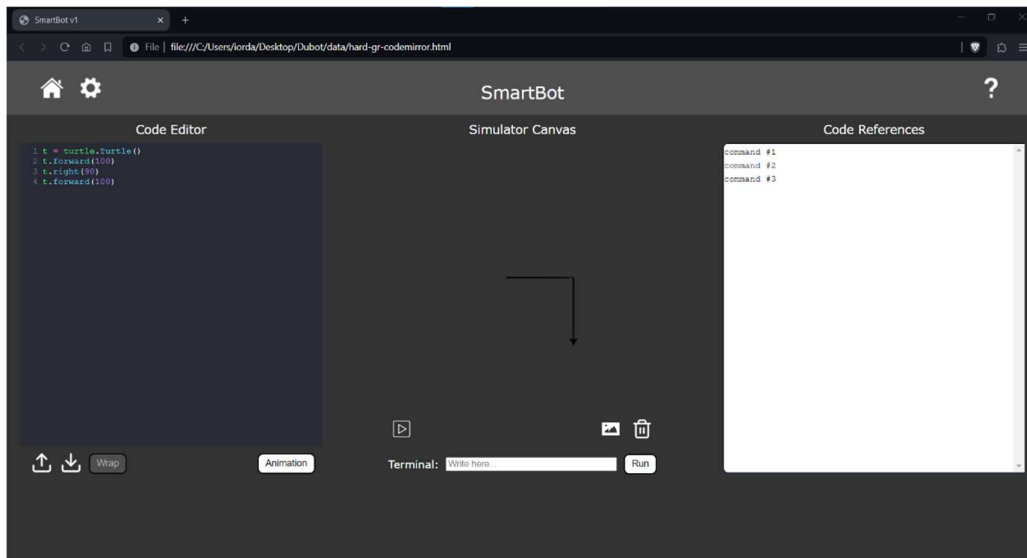 SmartBot v1
File | file:///C:/Users/iorda/Desktop/Dubot/data/hard-gr-codemirror.html
SmartBot
?
Code Editor
1 t = turtle.Turtle()
2 t.forward(100)
3 t.right(90)
4 t.forward(100)
Wrap
Animation
Simulator Canvas
Terminal:
Write here...
Run
Code References
command #1
command #2
command #3